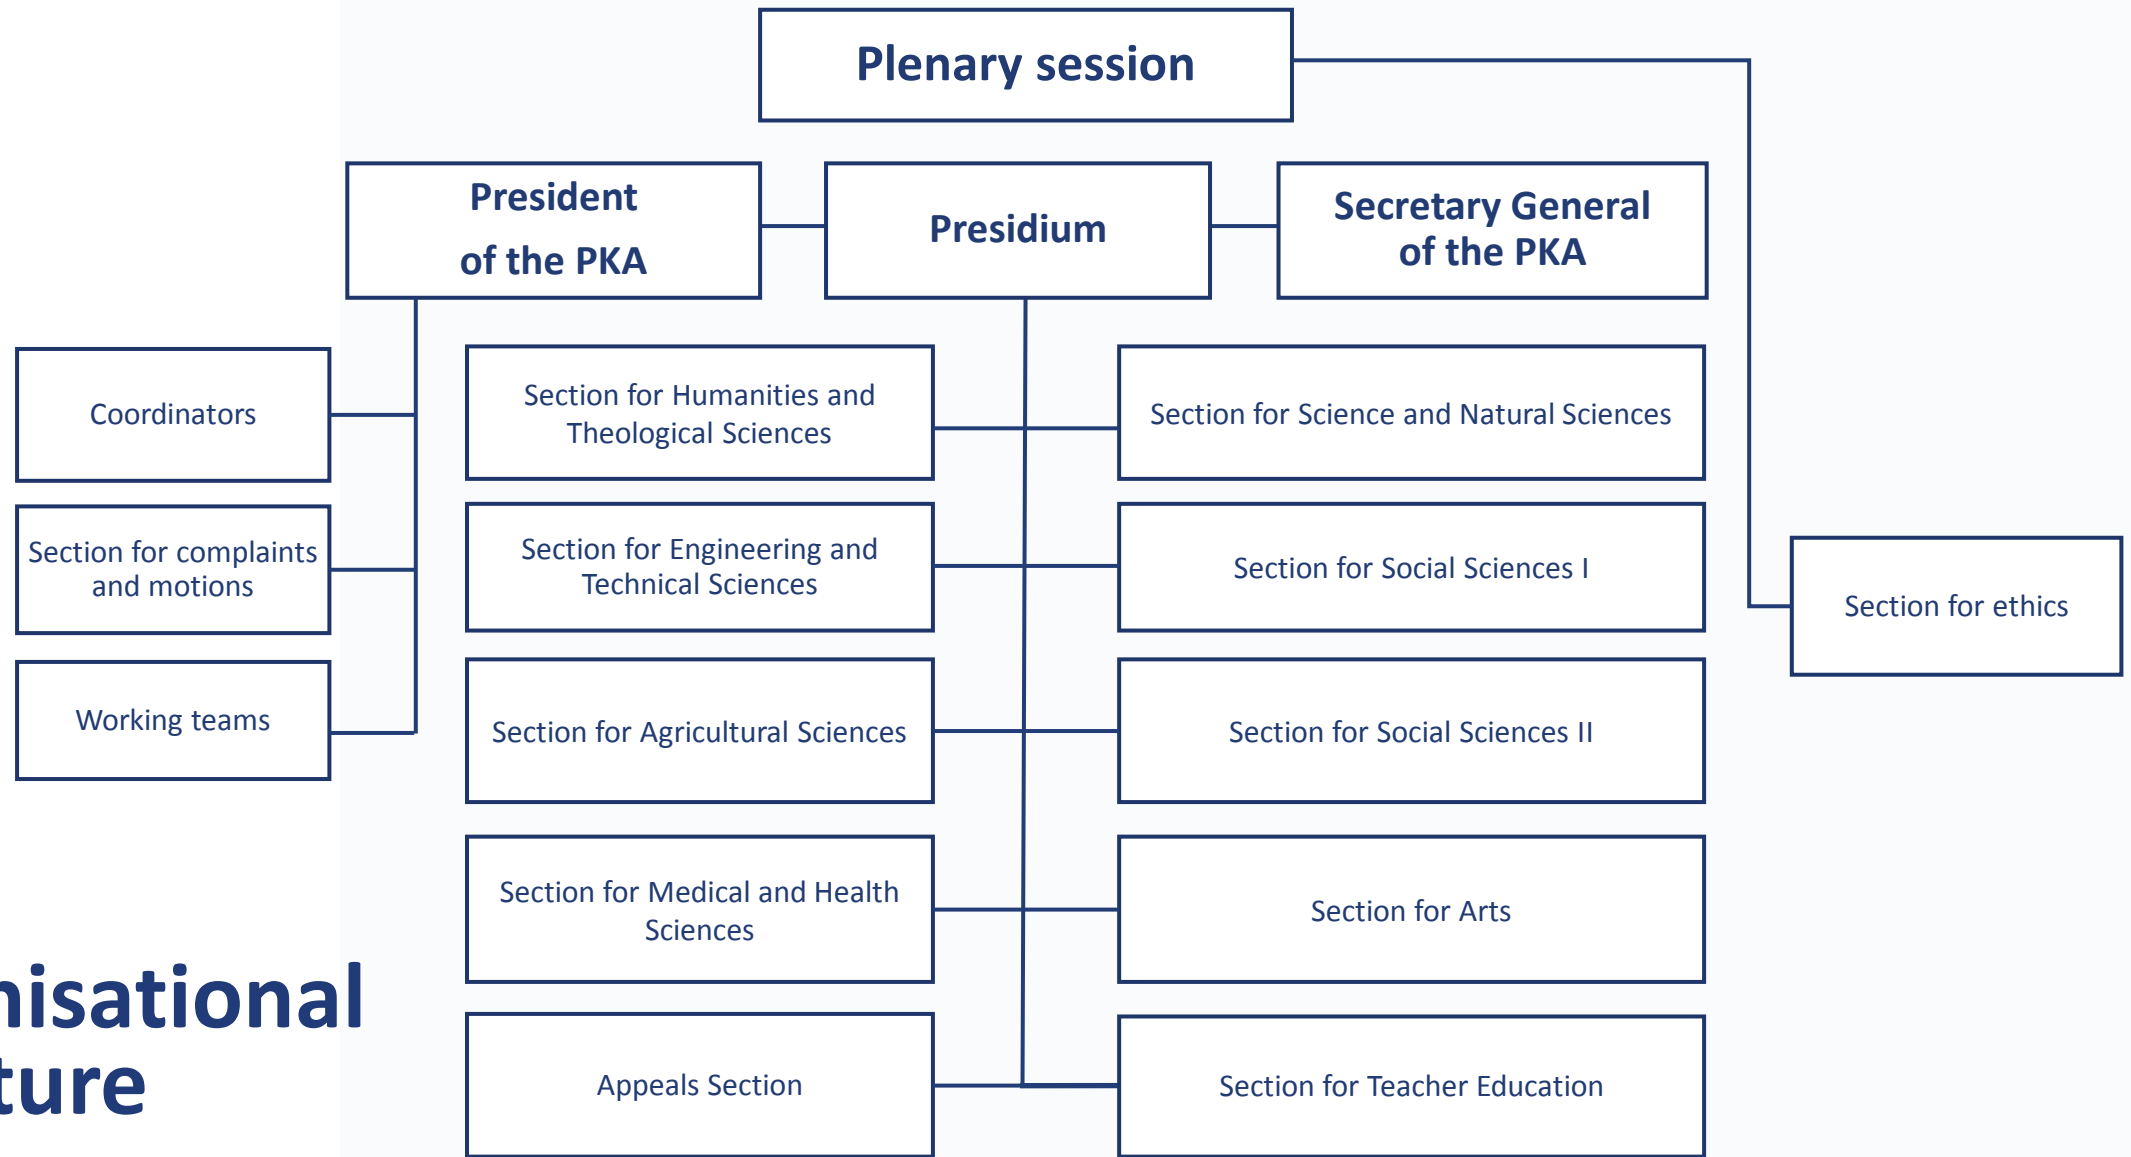 Plenary session
President
of the PKA
Presidium
Secretary General
of the PKA
Coordinators
Section for Humanities and
Theological Sciences
Section for Science and Natural Sciences
Section for complaints
and motions
Section for Engineering and
Technical Sciences
Section for Social Sciences I
Section for ethics
Working teams
Section for Agricultural Sciences
Section for Social Sciences II
Section for Medical and Health
Sciences
Section for Arts
nisational
ture
Appeals Section
Section for Teacher Education